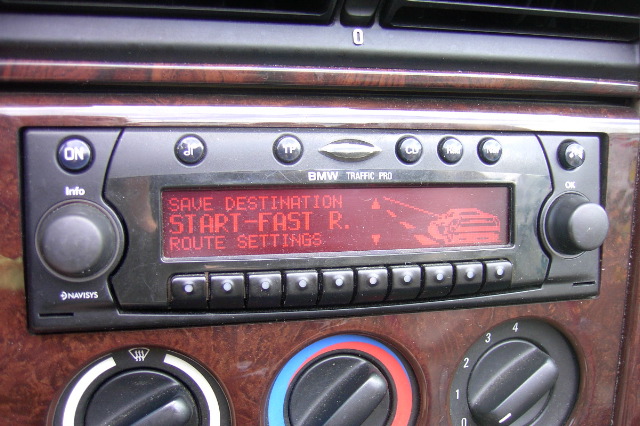 0
ON
TP
CD
Info
BMW TRAFFIC PRO
OK
SAVE DESTINATION
START-FAST R.
ROUTE SETTINGS
NAVISYS
4
3
2
1
0